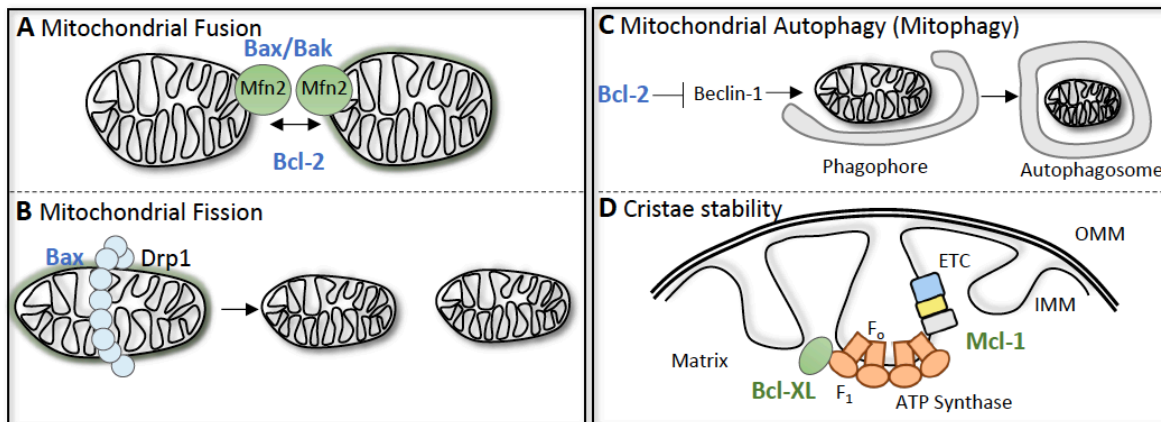 A Mitochondrial Fusion
Bax/Bak
Mfn2 Mfn2
Bcl-2
B Mitochondrial Fission
Bax Drp1
C Mitochondrial Autophagy (Mitophagy)
Bcl-2 Beclin-1
Phagophore
Autophagosome
D Cristae stability
OMM
ETC
IMM
Fo
Mcl-1
Matrix
Bcl-XL
F1
ATP Synthase